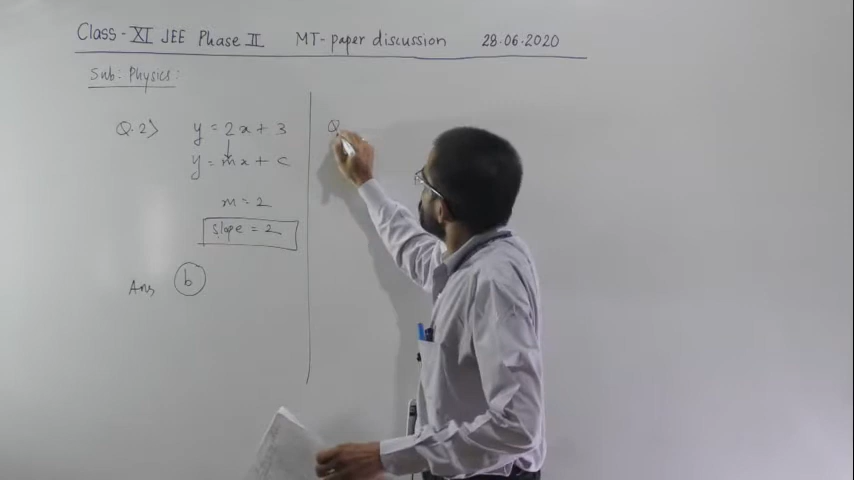 Class - XI JEE Phase II MT- paper discussion 28.06.2020
Sub: Physics:
Q.2> y = 2x + 3
y = mx + c
m = 2
slope = 2
Ans b
Q